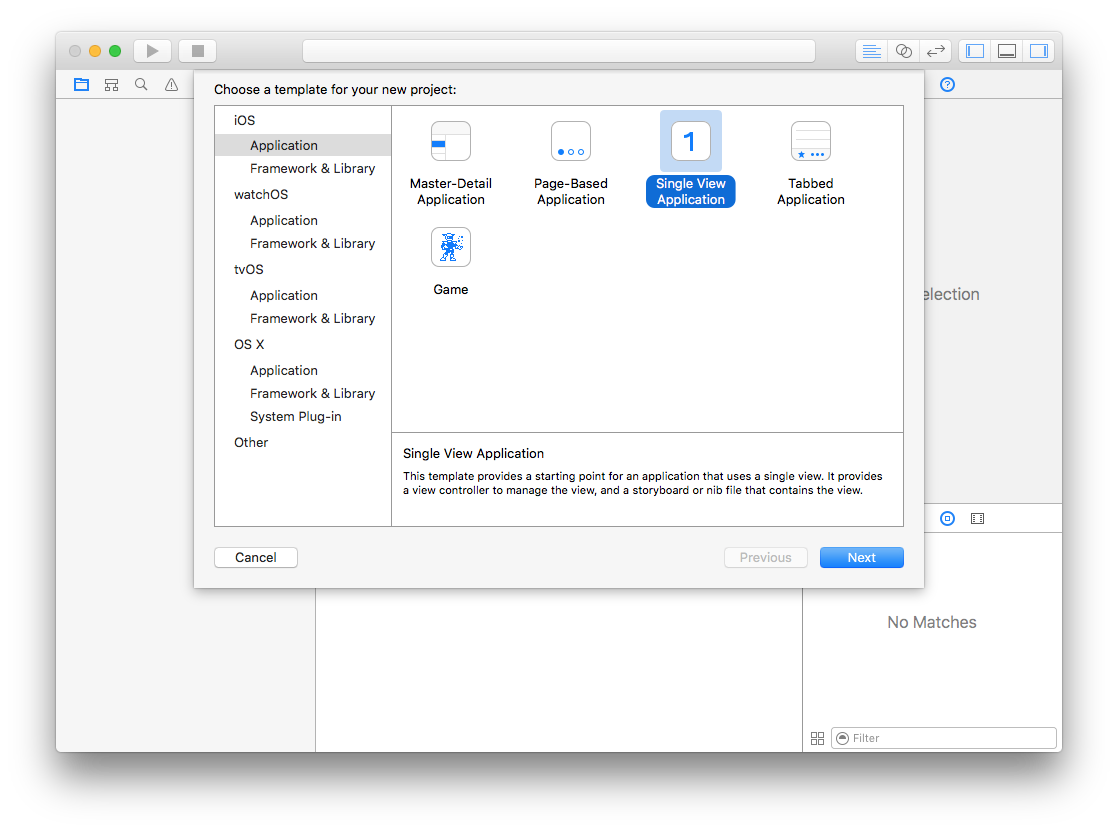 Choose a template for your new project:
iOS
Application
Framework & Library
watchOS
Application
Framework & Library
tvOS
Application
Framework & Library
OS X
Application
Framework & Library
System Plug-in
Other
Master-Detail
Application
Page-Based
Application
1
Single View
Application
Tabbed
Application
Game
Single View Application
This template provides a starting point for an application that uses a single view. It provides
a view controller to manage the view, and a storyboard or nib file that contains the view.
Cancel
Previous
Next
?
election
No Matches
Filter